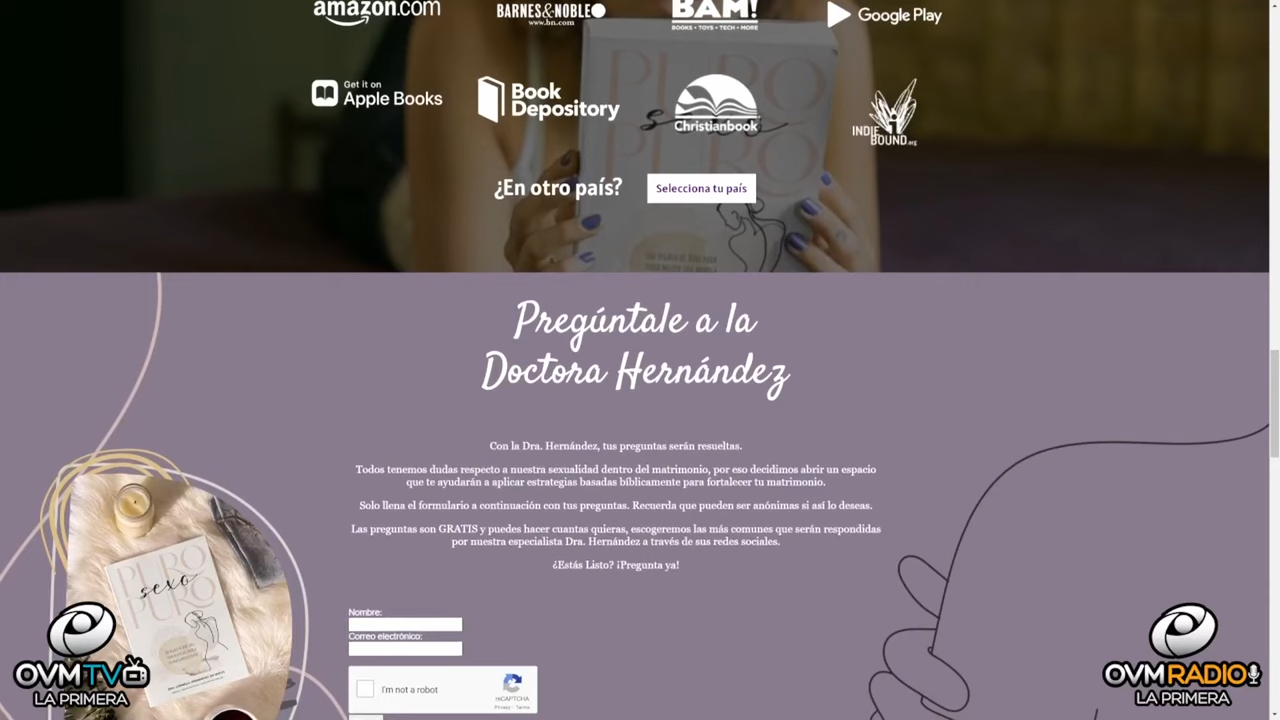 amazon.com
BARNES&NOBLE
www.bn.com
BAM!
BOOKS • TOYS • TECH • MORE
Google Play
Get it on
Apple Books
Book
Depository
Christianbook
INDIE
BOUND.org
PURO
sexo
PURO
¿En otro país?
Selecciona tu país
Pregúntale a la
Doctora Hernández
Con la Dra. Hernández, tus preguntas serán resueltas.
Todos tenemos dudas respecto a nuestra sexualidad dentro del matrimonio, por eso decidimos abrir un espacio
que te ayudarán a aplicar estrategias basadas bíblicamente para fortalecer tu matrimonio.
Solo llena el formulario a continuación con tus preguntas. Recuerda que pueden ser anónimas si así lo deseas.
Las preguntas son GRATIS y puedes hacer cuantas quieras, escogeremos las más comunes que serán respondidas
por nuestra especialista Dra. Hernández a través de sus redes sociales.
¿Estás Listo? ¡Pregunta ya!
PURO
sexo
PURO
Nombre:
Correo electrónico:
I'm not a robot
reCAPTCHA
Privacy - Terms
OVMTV
LA PRIMERA
OVMRADIO
LA PRIMERA